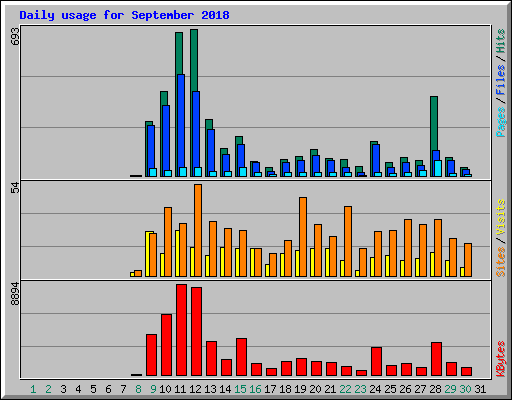 Daily usage for September 2018
693
Pages / Files / Hits
54
Sites / Visits
8894
KBytes
1 2 3 4 5 6 7 8 9 10 11 12 13 14 15 16 17 18 19 20 21 22 23 24 25 26 27 28 29 30 31